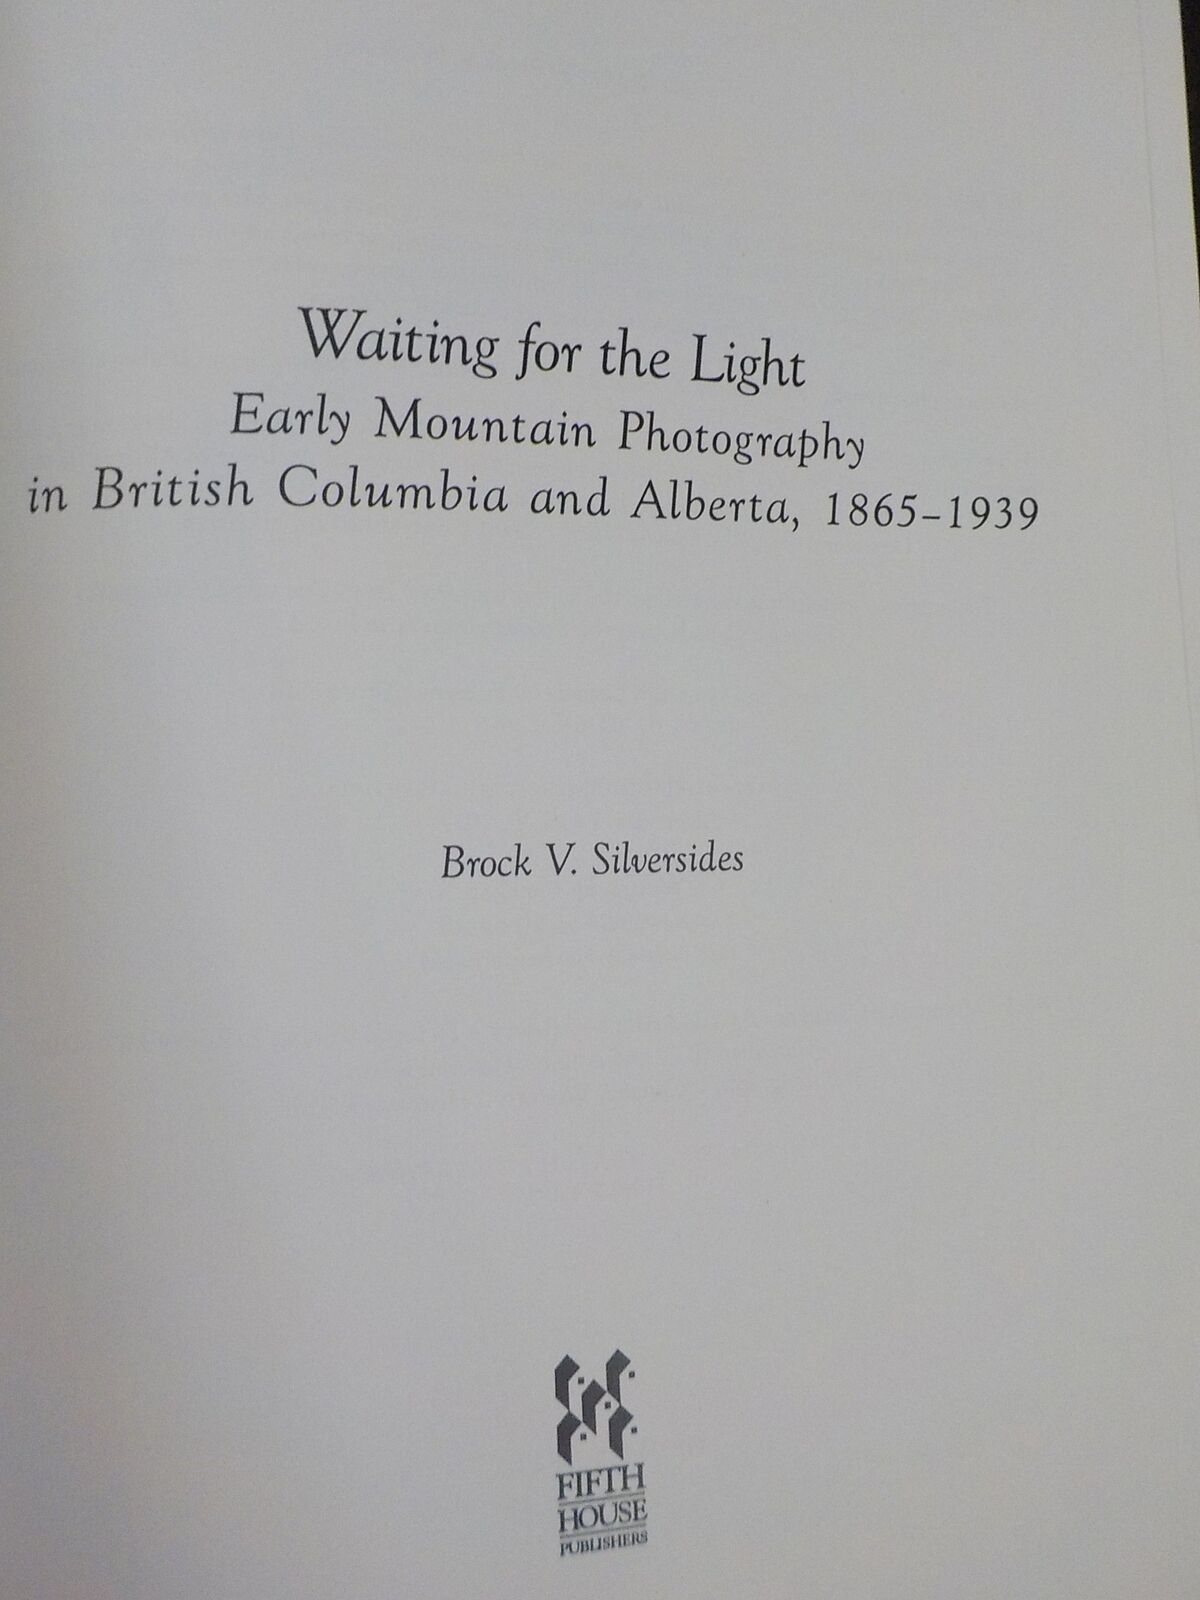 Waiting for the Light
Early Mountain Photography
in British Columbia and Alberta, 1865–1939
Brock V. Silversides
FIFTH
HOUSE
PUBLISHERS